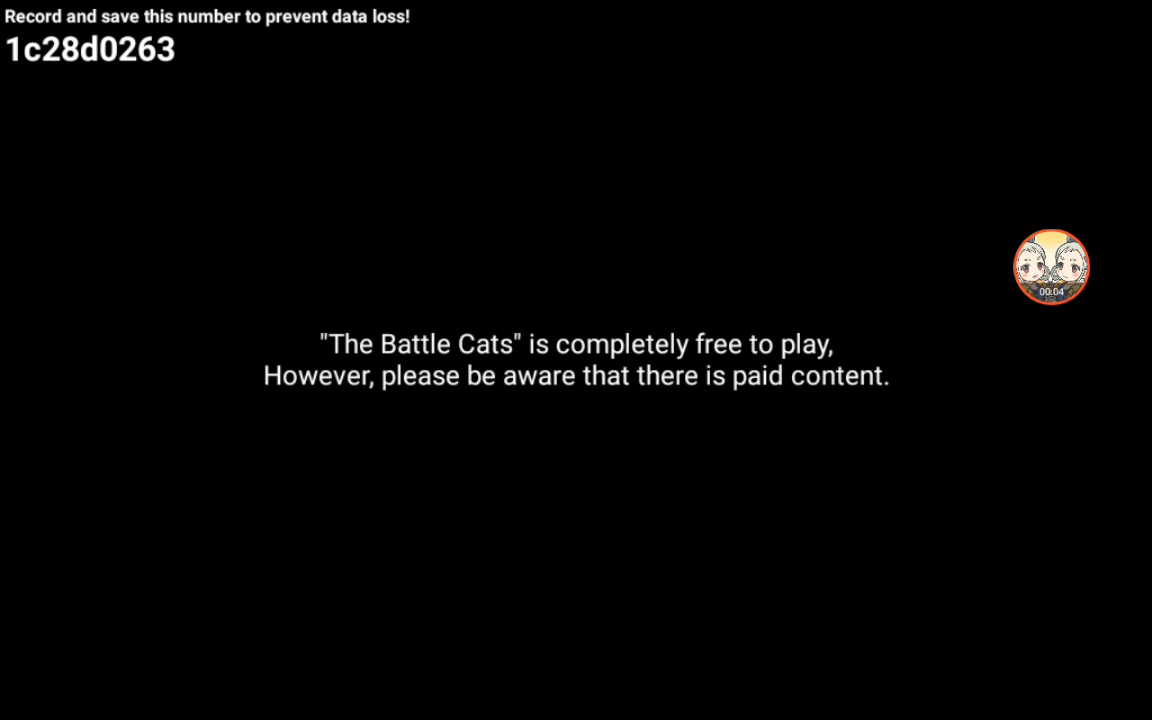 Record and save this number to prevent data loss!
1c28d0263
00:04
"The Battle Cats" is completely free to play,
However, please be aware that there is paid content.